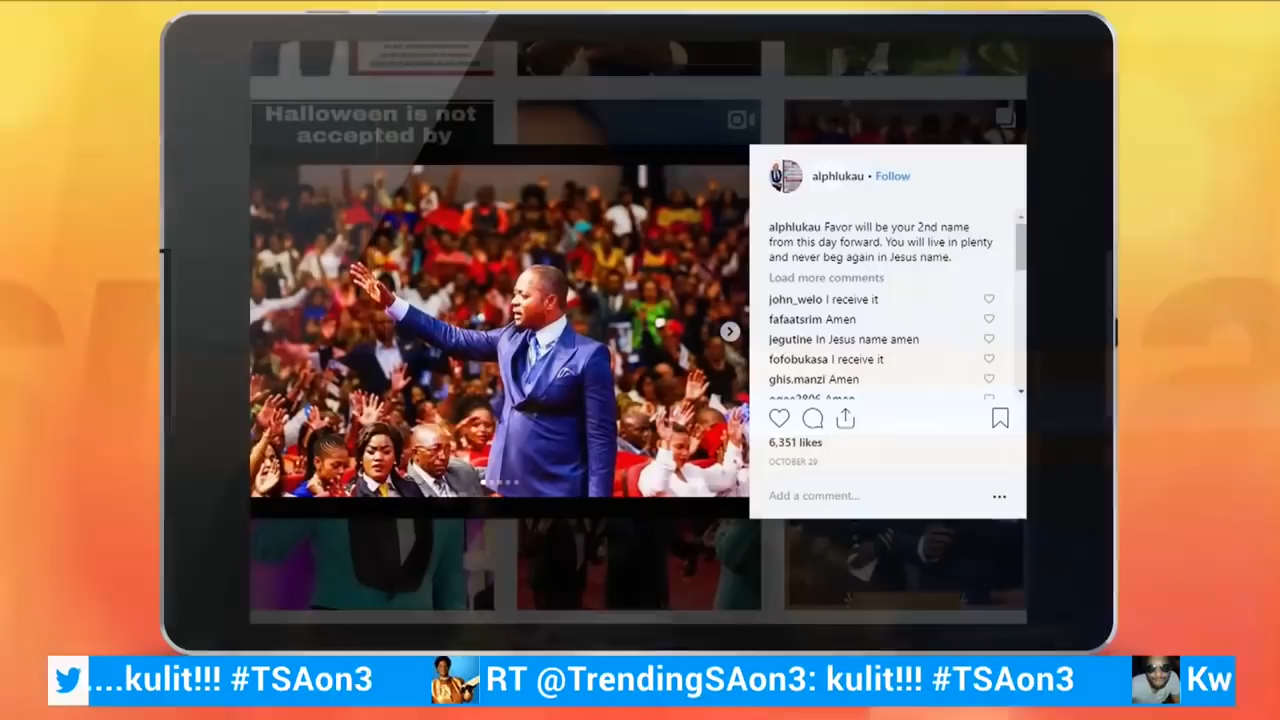 Halloween is not
accepted by
alphlukau • Follow
alphlukau Favor will be your 2nd name
from this day forward. You will live in plenty
and never beg again in Jesus name.
Load more comments
john_welo I receive it
fafaatsrim Amen
jegutine In Jesus name amen
fofobukasa I receive it
ghis.manzi Amen
6,351 likes
OCTOBER 29
Add a comment...
....kulit!!! #TSAon3
RT @TrendingSAon3: kulit!!! #TSAon3
Kw